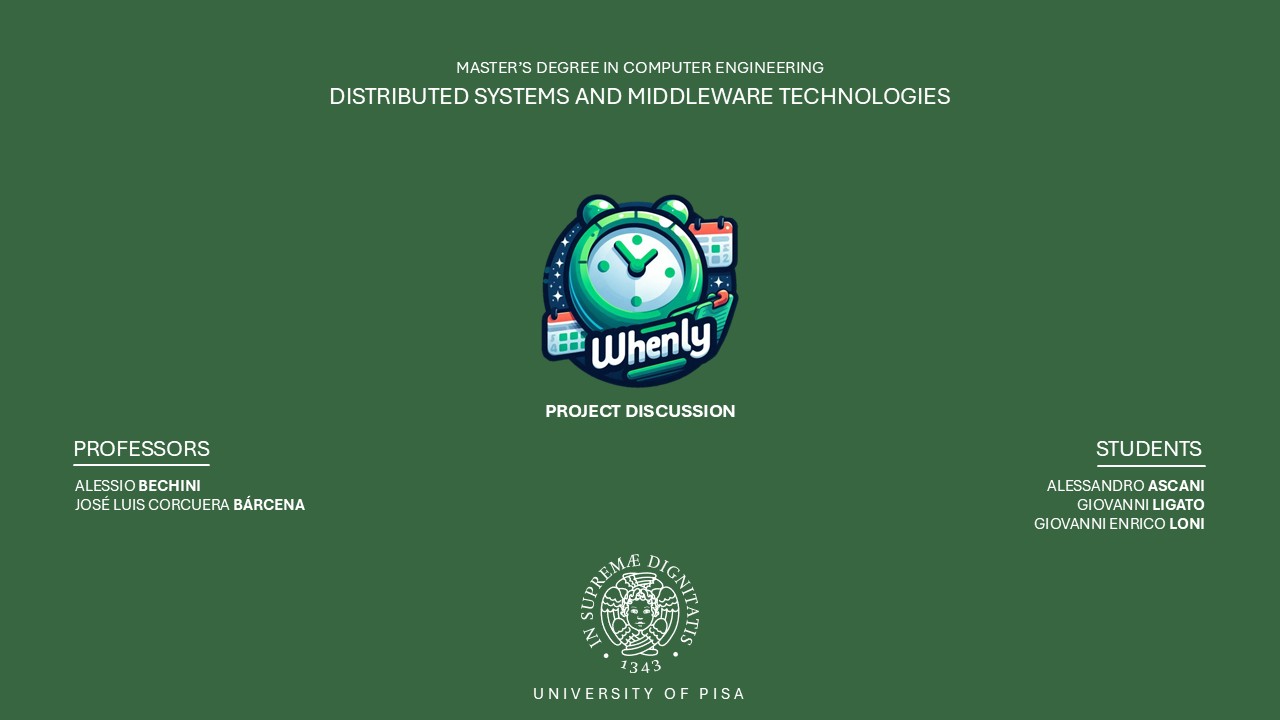 MASTER'S DEGREE IN COMPUTER ENGINEERING
DISTRIBUTED SYSTEMS AND MIDDLEWARE TECHNOLOGIES
Whenly
PROJECT DISCUSSION
PROFESSORS
ALESSIO BECHINI
JOSÉ LUIS CORCUERA BÁRCENA
STUDENTS
ALESSANDRO ASCANI
GIOVANNI LIGATO
GIOVANNI ENRICO LONI
IN SUPREMÆ DIGNITATIS
• 1343 •
UNIVERSITY OF PISA